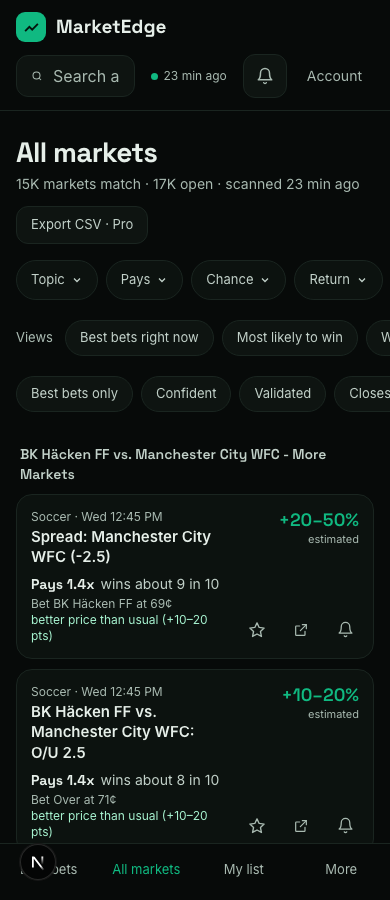 MarketEdge
Search a
23 min ago
Account
All markets
15K markets match · 17K open · scanned 23 min ago
Export CSV · Pro
Topic
Pays
Chance
Return
Views
Best bets right now
Most likely to win
Best bets only
Confident
Validated
Closes
BK Häcken FF vs. Manchester City WFC - More
Markets
Soccer · Wed 12:45 PM
+20–50%
estimated
Spread: Manchester City
WFC (-2.5)
Pays 1.4x wins about 9 in 10
Bet BK Häcken FF at 69¢
better price than usual (+10–20
pts)
Soccer · Wed 12:45 PM
+10–20%
estimated
BK Häcken FF vs.
Manchester City WFC:
O/U 2.5
Pays 1.4x wins about 8 in 10
Bet Over at 71¢
better price than usual (+10–20
pts)
N
bets
All markets
My list
More